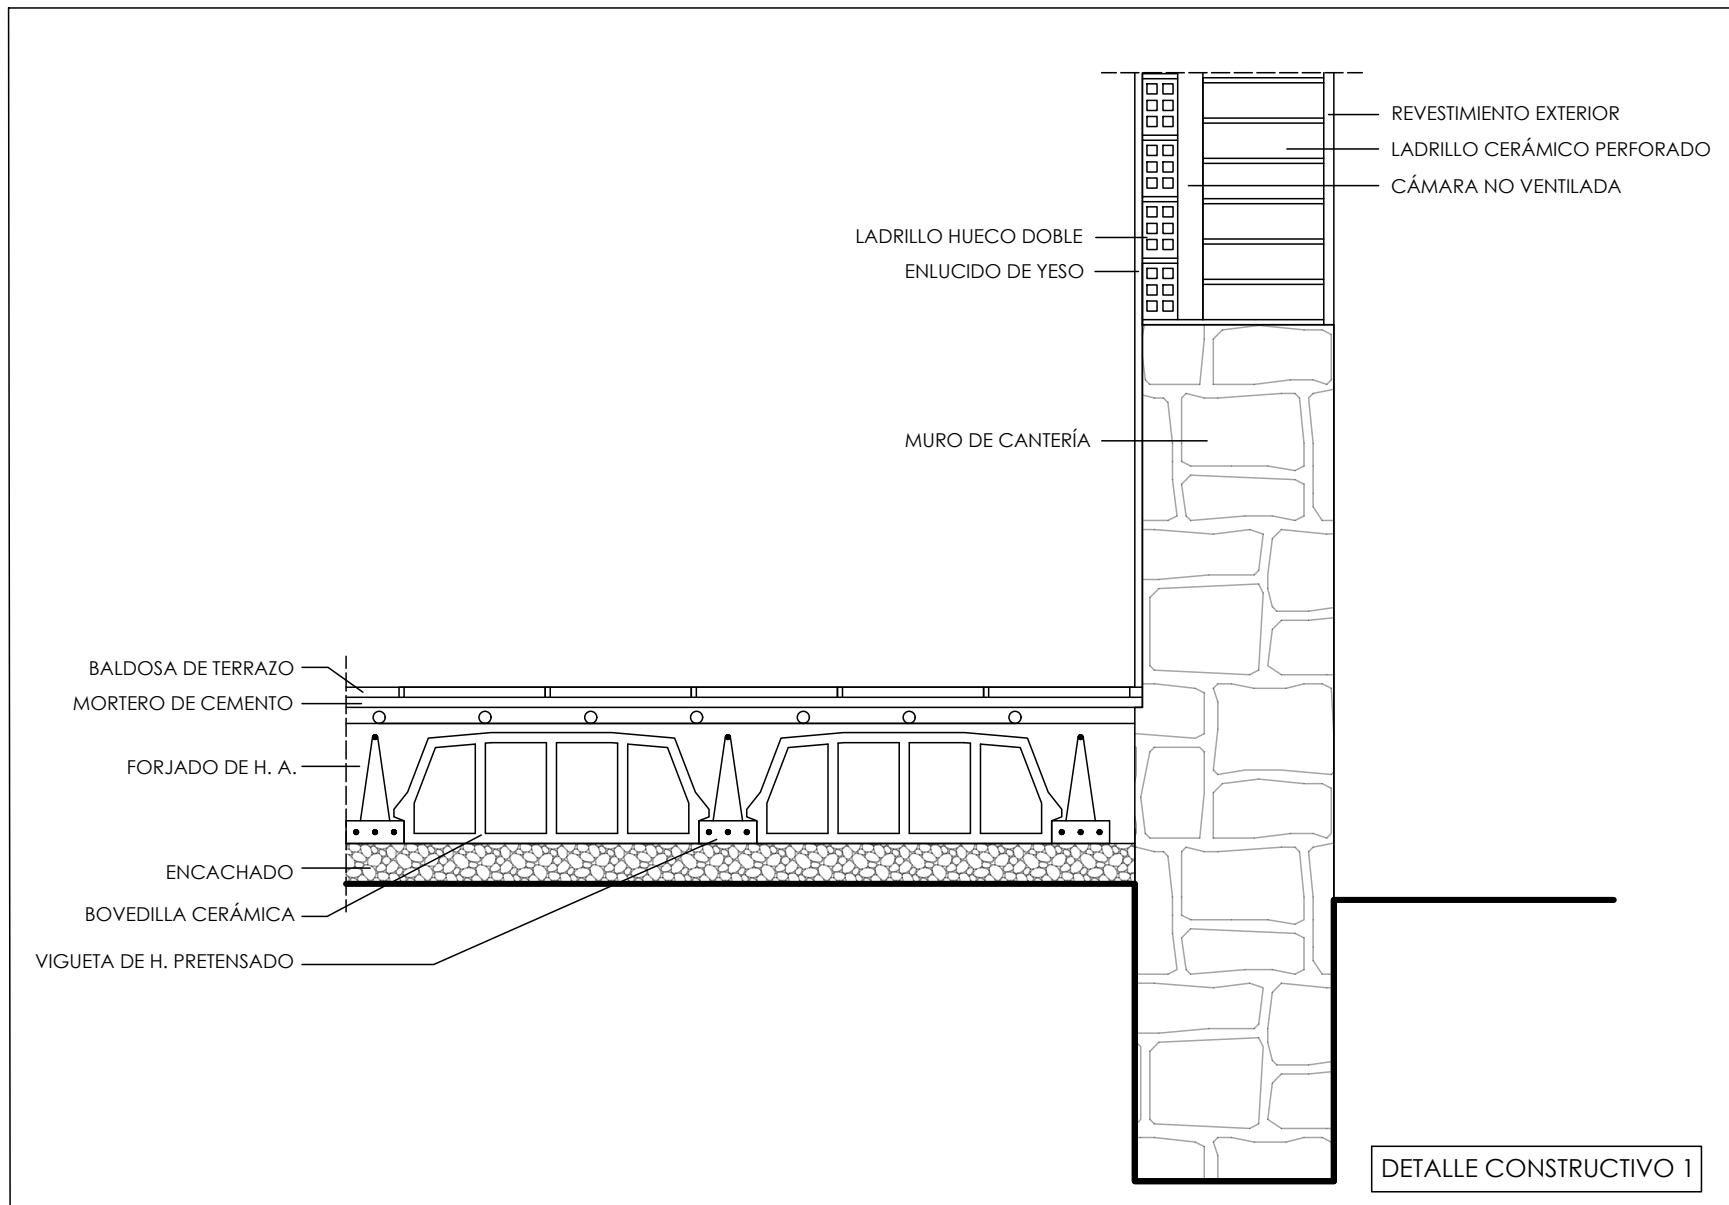 REVESTIMIENTO EXTERIOR
LADRILLO CERÁMICO PERFORADO
CÁMARA NO VENTILADA
LADRILLO HUECO DOBLE
ENLUCIDO DE YESO
MURO DE CANTERÍA
BALDOSA DE TERRAZO
MORTERO DE CEMENTO
FORJADO DE H. A.
ENCACHADO
BOVEDILLA CERÁMICA
VIGUETA DE H. PRETENSADO
DETALLE CONSTRUCTIVO 1